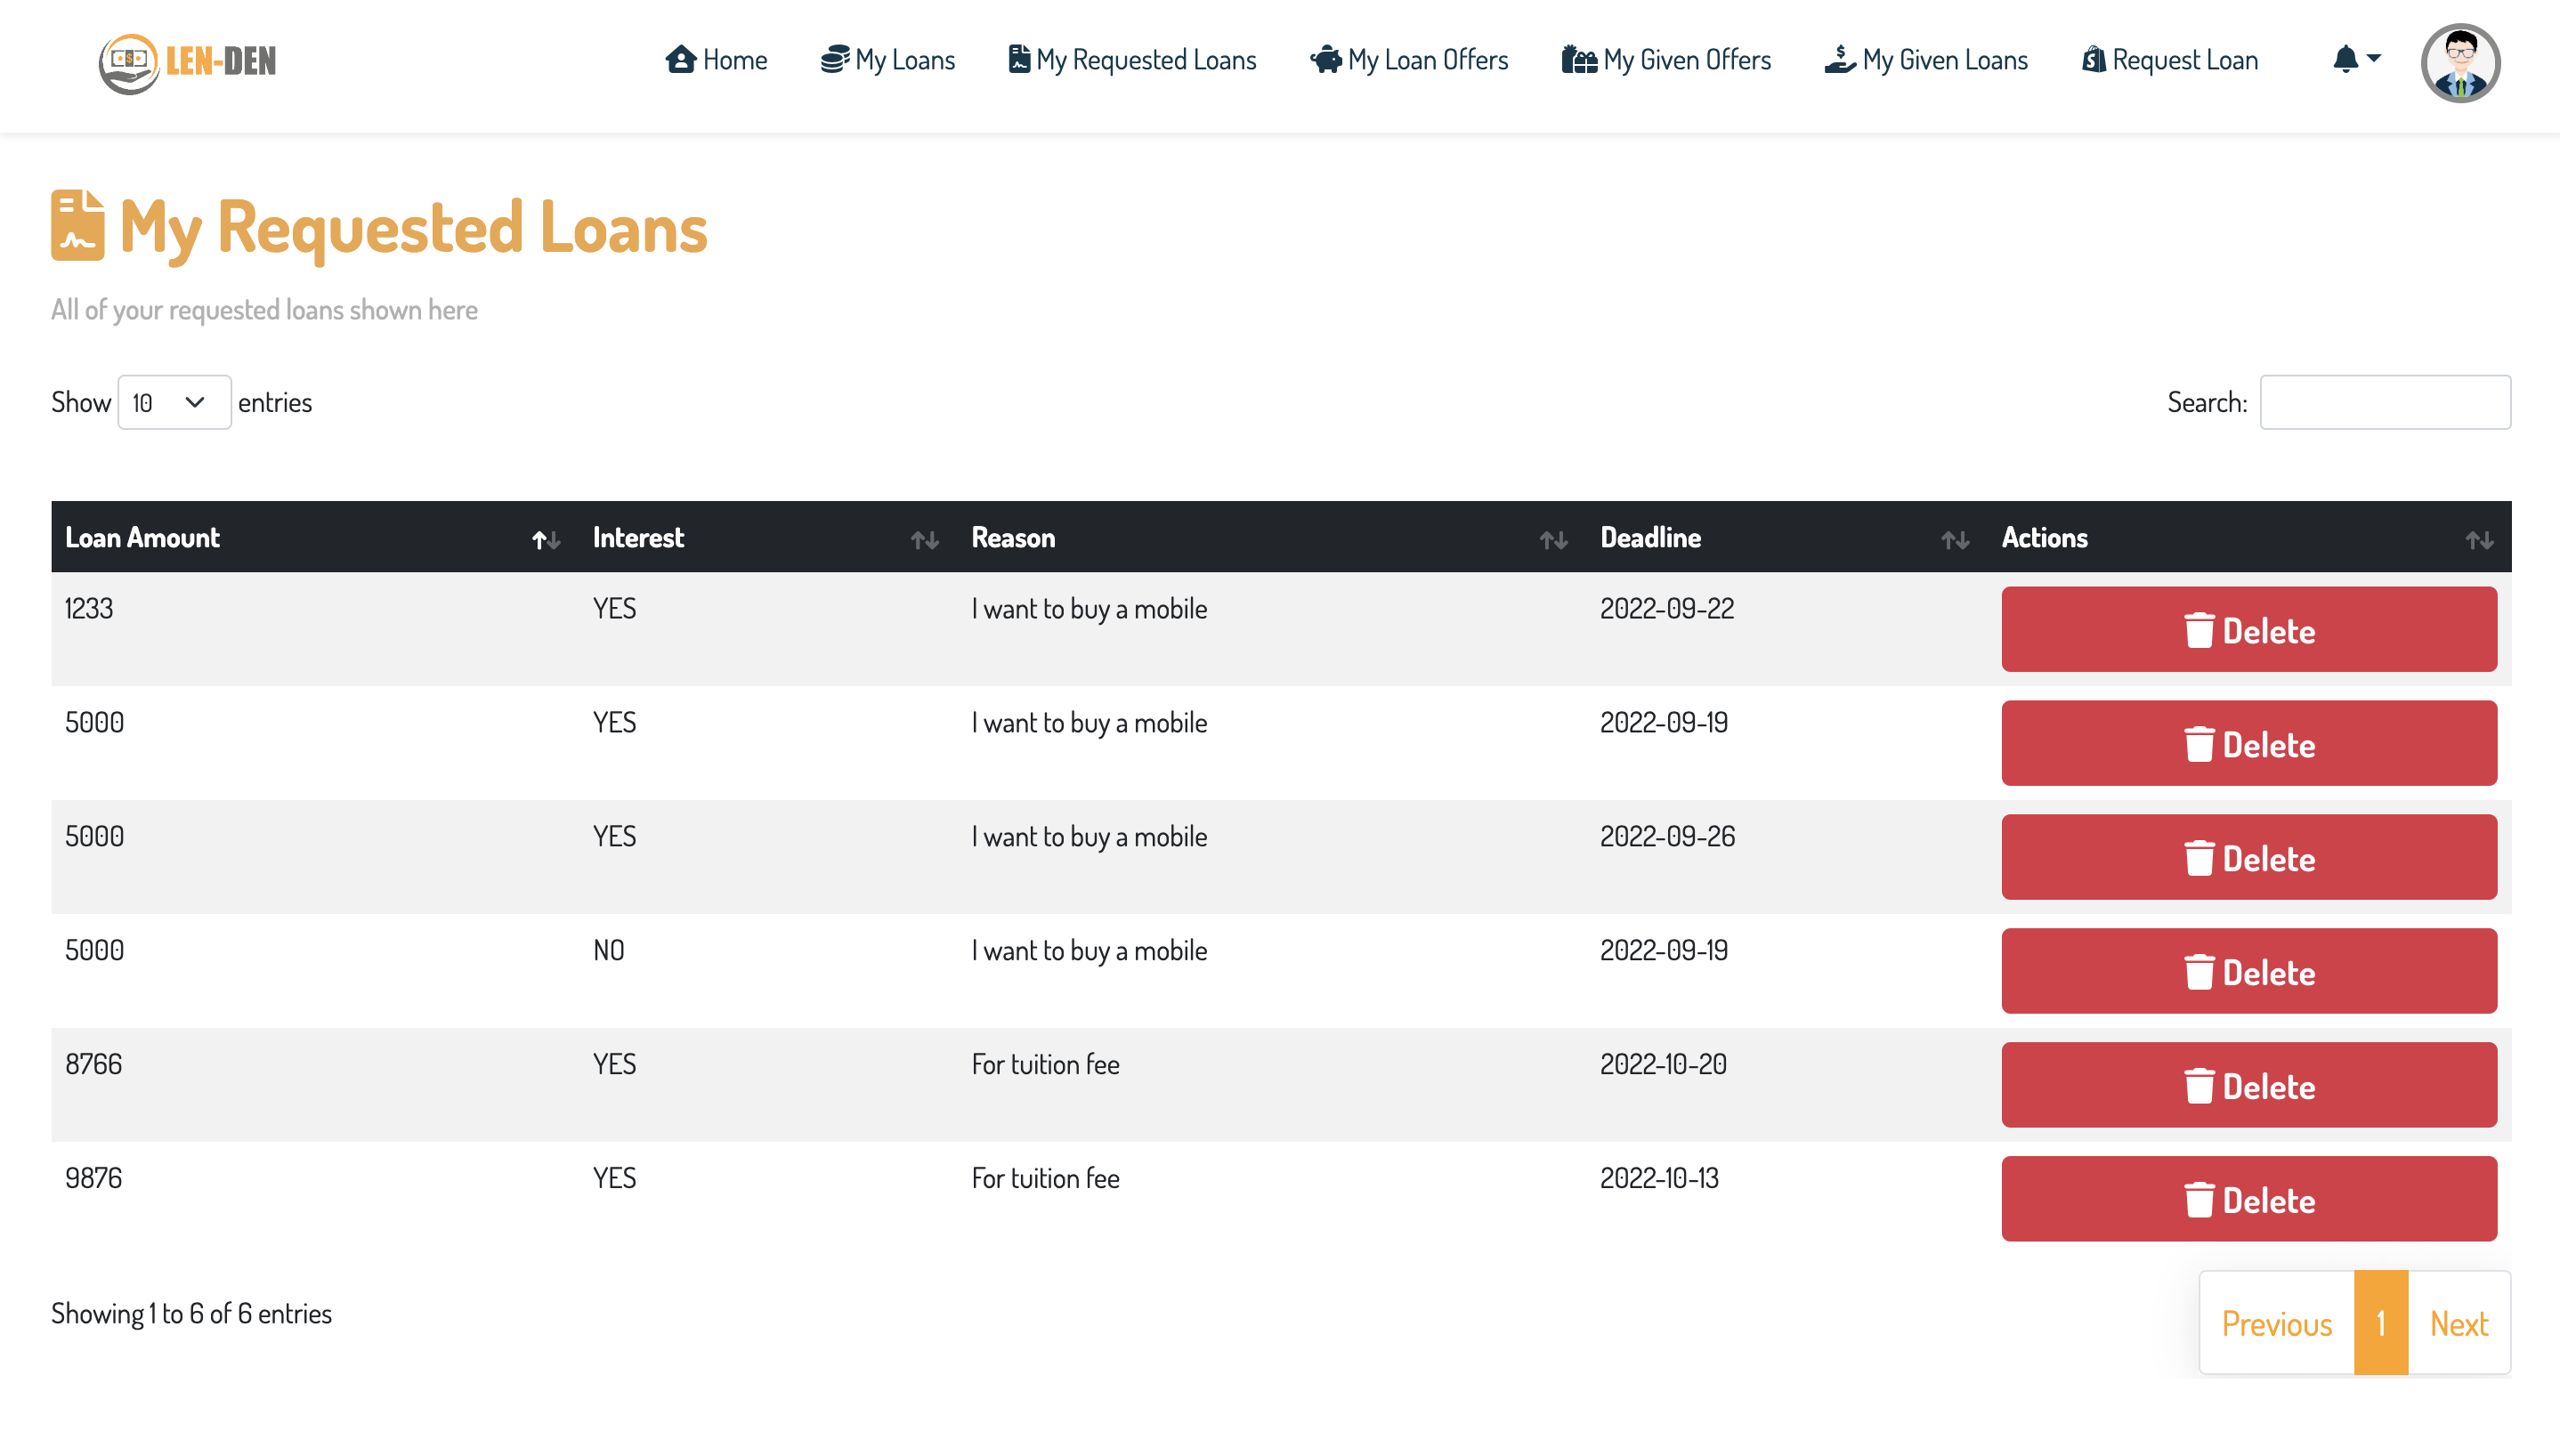 LEN-DEN
Home My Loans My Requested Loans My Loan Offers My Given Offers My Given Loans Request Loan
My Requested Loans
All of your requested loans shown here
Show 10 entries Search:
Loan Amount Interest Reason Deadline Actions
1233 YES I want to buy a mobile 2022-09-22 Delete
5000 YES I want to buy a mobile 2022-09-19 Delete
5000 YES I want to buy a mobile 2022-09-26 Delete
5000 NO I want to buy a mobile 2022-09-19 Delete
8766 YES For tuition fee 2022-10-20 Delete
9876 YES For tuition fee 2022-10-13 Delete
Showing 1 to 6 of 6 entries Previous 1 Next